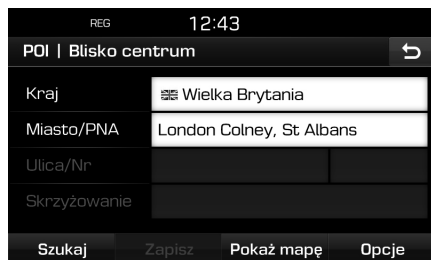 REG 12:43
POI | Blisko centrum
Kraj Wielka Brytania
Miasto/PNA London Colney, St Albans
Ulica/Nr
Skrzyżowanie
Szukaj Zapisz Pokaż mapę Opcje